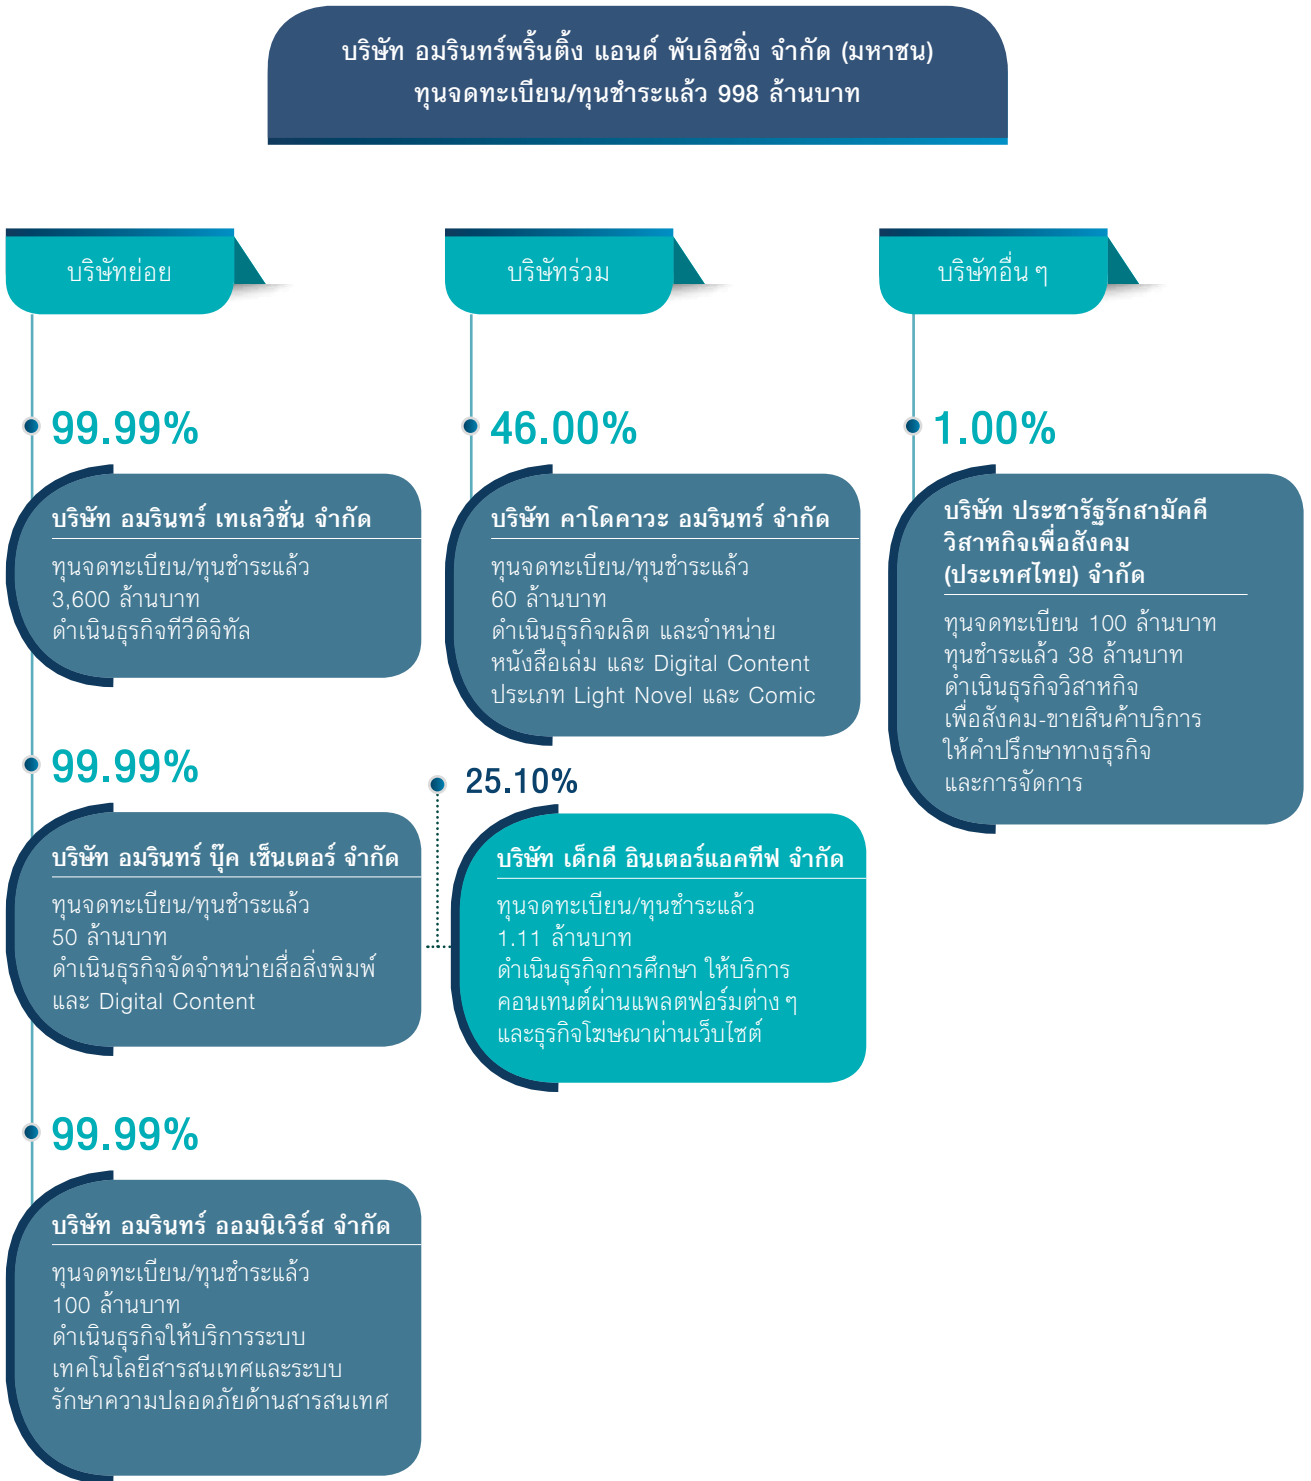 บริษัท อมรินทร์พริ้นติ้ง แอนด์ พับลิชชิ่ง จำกัด (มหาชน)
ทุนจดทะเบียน/ทุนชำระแล้ว 998 ล้านบาท
บริษัทย่อย
99.99%
บริษัท อมรินทร์ เทเลวิชั่น จำกัด
ทุนจดทะเบียน/ทุนชำระแล้ว
3,600 ล้านบาท
ดำเนินธุรกิจทีวีดิจิทัล
99.99%
บริษัท อมรินทร์ บุ๊ค เซ็นเตอร์ จำกัด
ทุนจดทะเบียน/ทุนชำระแล้ว
50 ล้านบาท
ดำเนินธุรกิจจัดจำหน่ายสื่อสิ่งพิมพ์
และ Digital Content
99.99%
บริษัท อมรินทร์ ออมนิเวิร์ส จำกัด
ทุนจดทะเบียน/ทุนชำระแล้ว
100 ล้านบาท
ดำเนินธุรกิจให้บริการระบบ
เทคโนโลยีสารสนเทศและระบบ
รักษาความปลอดภัยด้านสารสนเทศ
บริษัทร่วม
46.00%
บริษัท คาโดคาวะ อมรินทร์ จำกัด
ทุนจดทะเบียน/ทุนชำระแล้ว
60 ล้านบาท
ดำเนินธุรกิจผลิต และจำหน่าย
หนังสือเล่ม และ Digital Content
ประเภท Light Novel และ Comic
25.10%
บริษัท เด็กดี อินเตอร์แอคทีฟ จำกัด
ทุนจดทะเบียน/ทุนชำระแล้ว
1.11 ล้านบาท
ดำเนินธุรกิจการศึกษา ให้บริการ
คอนเทนต์ผ่านแพลตฟอร์มต่าง ๆ
และธุรกิจโฆษณาผ่านเว็บไซต์
บริษัทอื่น ๆ
1.00%
บริษัท ประชารัฐรักสามัคคี
วิสาหกิจเพื่อสังคม
(ประเทศไทย) จำกัด
ทุนจดทะเบียน 100 ล้านบาท
ทุนชำระแล้ว 38 ล้านบาท
ดำเนินธุรกิจวิสาหกิจ
เพื่อสังคม-ขายสินค้าบริการ
ให้คำปรึกษาทางธุรกิจ
และการจัดการ